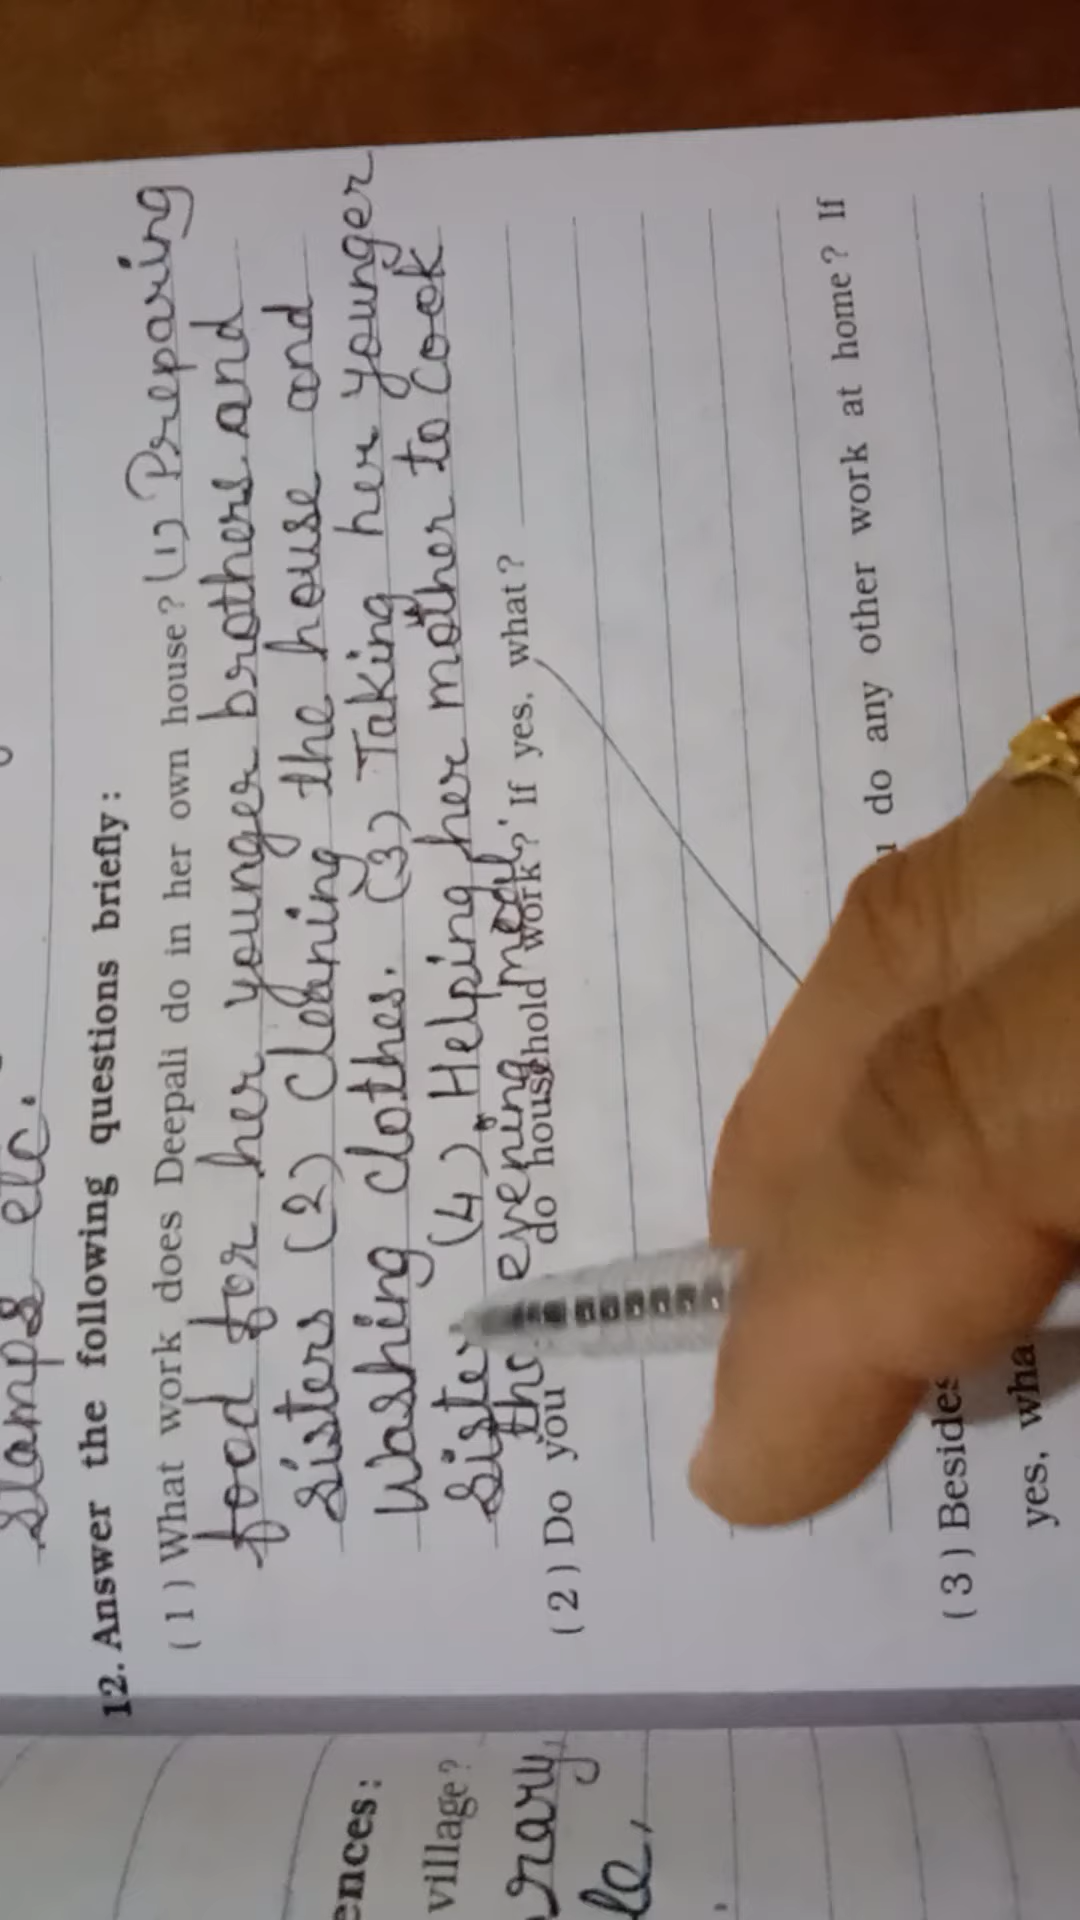 slamps etc.
12. Answer the following questions briefly :
( 1 ) What work does Deepali do in her own house ? (1) Preparing
food for her younger brothers and
sisters (2) Cleaning the house and
washing clothes. (3) Taking her younger
siste (4) Helping her mother to cook
the evening meal.
( 2 ) Do you do household work ? If yes, what ?
( 3 ) Besides do any other work at home ? If
yes, wha
ences :
village ?
rary
le,